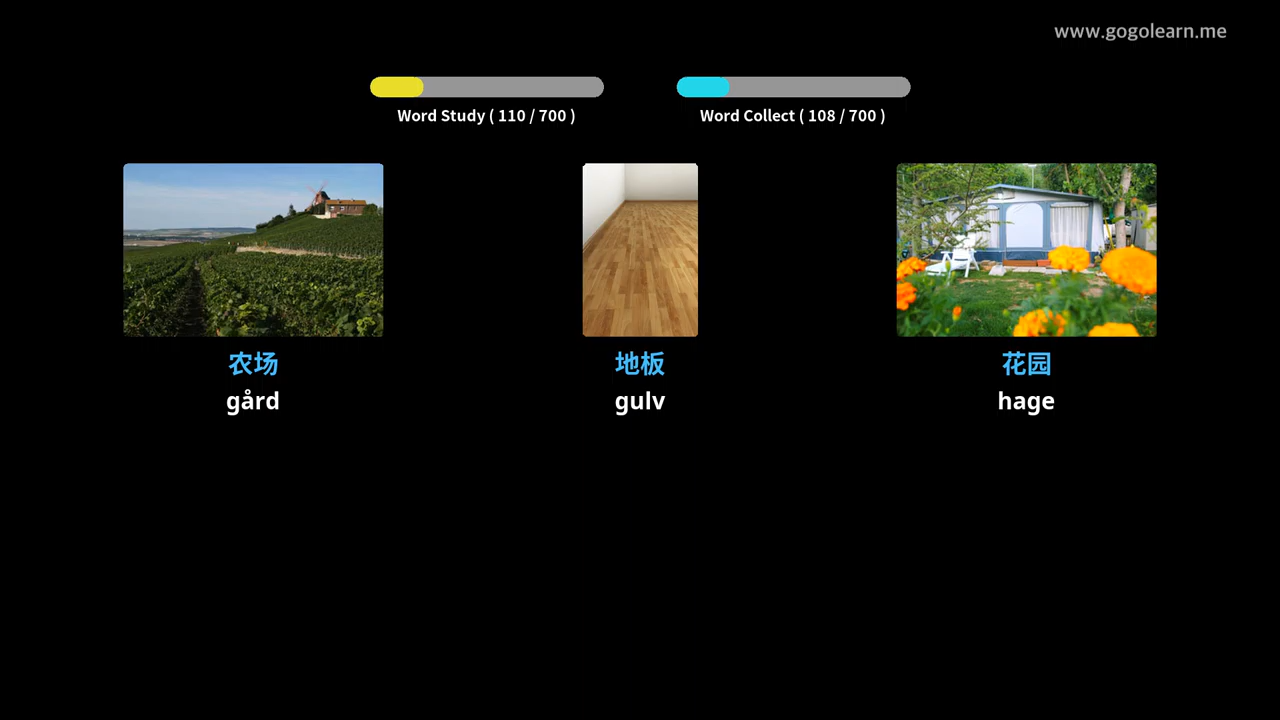 www.gogolearn.me
Word Study ( 110 / 700 )
Word Collect ( 108 / 700 )
农场
gård
地板
gulv
花园
hage